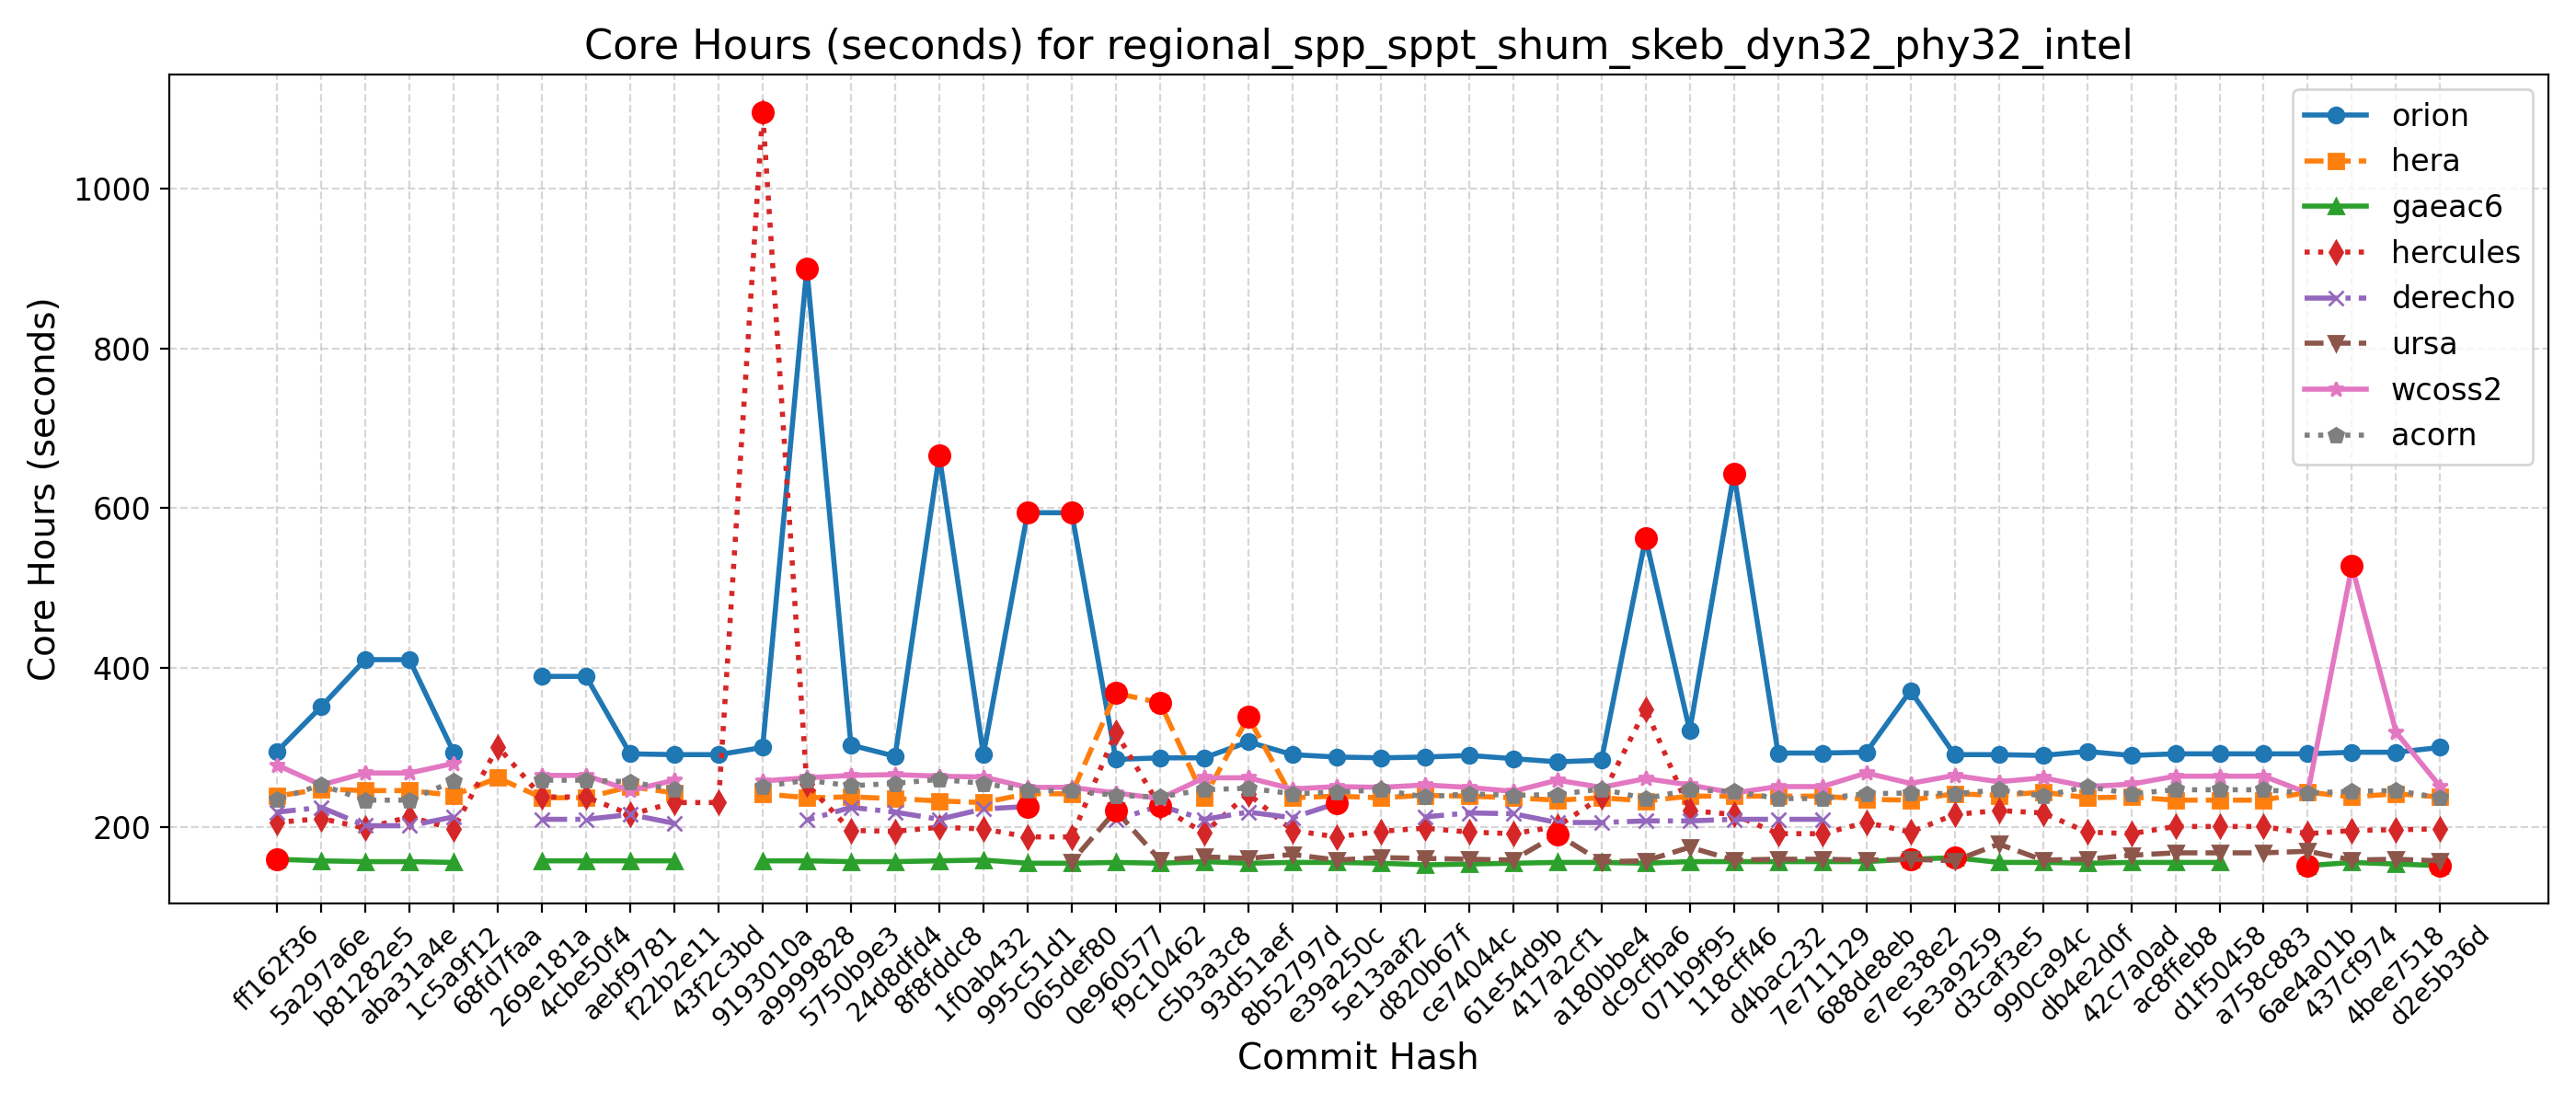 Core Hours (seconds) for regional_spp_sppt_shum_skeb_dyn32_phy32_intel
Core Hours (seconds)
1000
800
600
400
200
orion
hera
gaeac6
hercules
derecho
ursa
wcoss2
acorn
ff162f36
5a297a6e
b81282e5
aba31a4e
1c5a9f12
68fd7faa
269e181a
4cbe50f4
aebf9781
f22b2e11
43f2c3bd
9193010a
a9999828
5750b9e3
24d8dfd4
8f8fddc8
1f0ab432
995c51d1
065def80
0e960577
f9c10462
c5b3a3c8
93d51aef
8b52797d
e39a250c
5e13aaf2
d820b67f
ce74044c
61e54d9b
417a2cf1
a180bbe4
dc9cfba6
071b9f95
118cff46
d4bac232
7e711129
688de8eb
e7ee38e2
5e3a9259
d3caf3e5
990ca94c
db4e2d0f
42c7a0ad
ac8ffeb8
d1f50458
a758c883
6ae4a01b
437cf974
4bee7518
d2e5b36d
Commit Hash